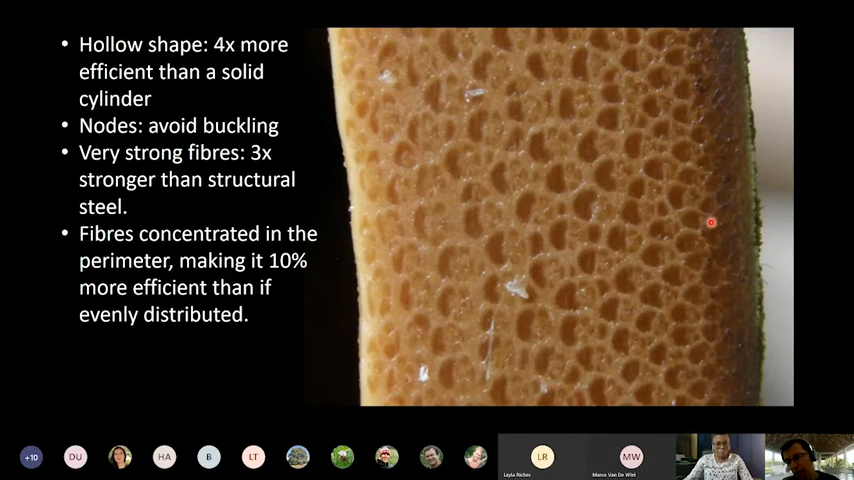 • Hollow shape: 4x more
efficient than a solid
cylinder
• Nodes: avoid buckling
• Very strong fibres: 3x
stronger than structural
steel.
• Fibres concentrated in the
perimeter, making it 10%
more efficient than if
evenly distributed.
+10 DU HA B LT LR MW
Layla Riches Marco Van De Wiel